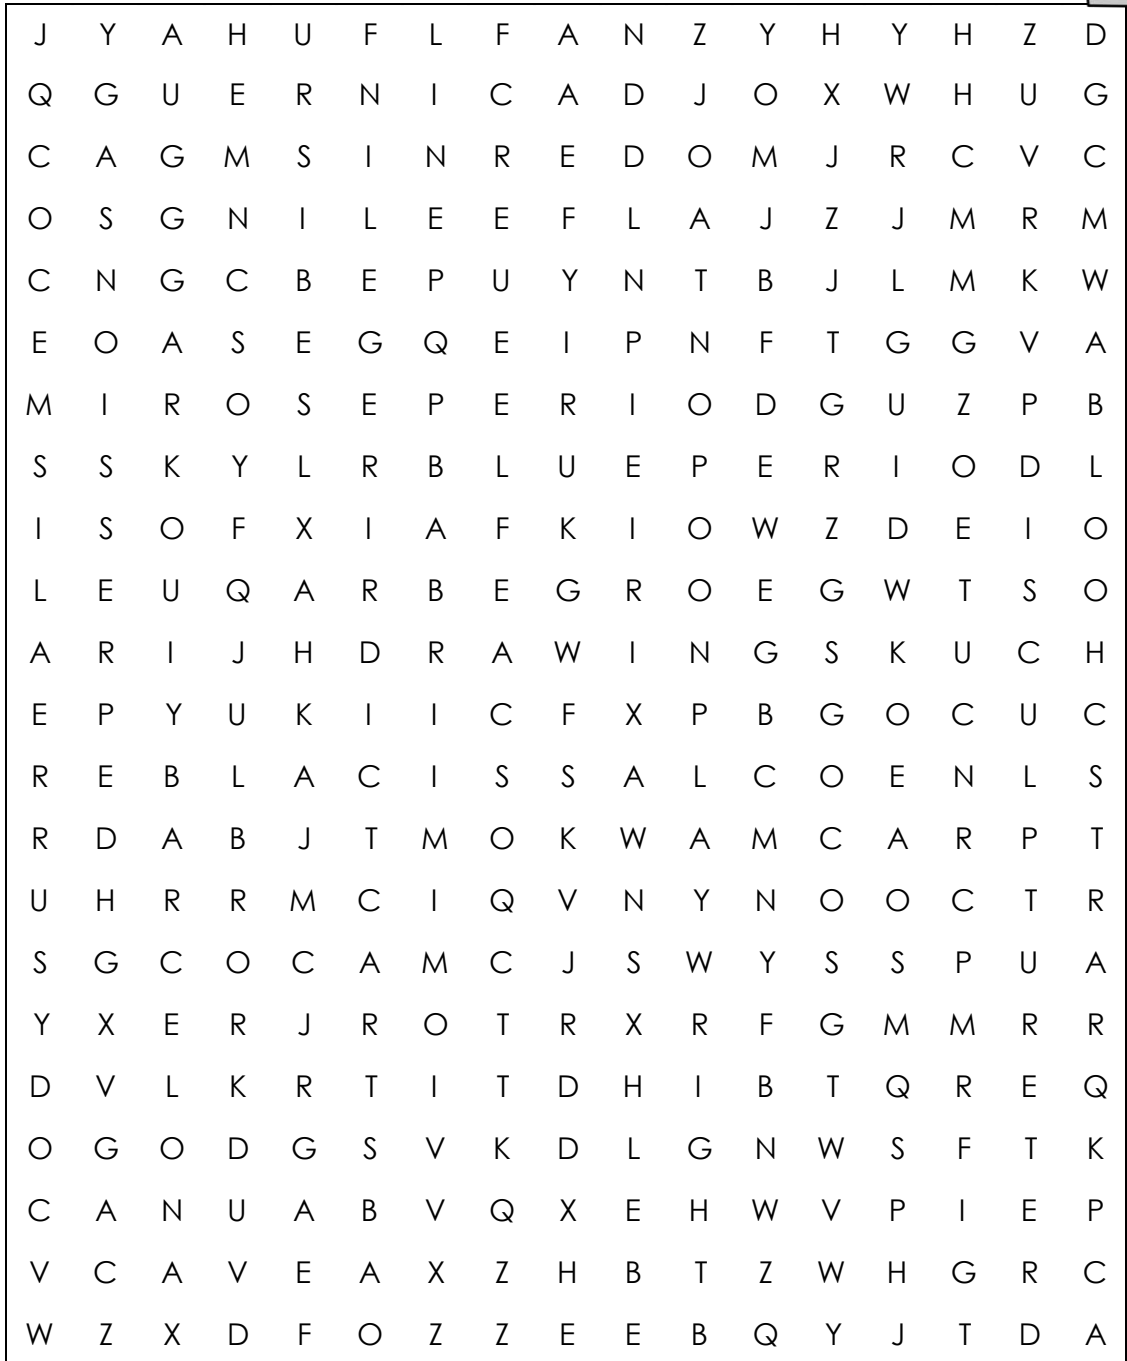 J Y A H U F L F A N Z Y H Y H Z D
Q G U E R N I C A D J O X W H U G
C A G M S I N R E D O M J R C V C
O S G N I L E E F L A J Z J M R M
C N G C B E P U Y N T B J L M K W
E O A S E G Q E I P N F T G G V A
M I R O S E P E R I O D G U Z P B
S S K Y L R B L U E P E R I O D L
I S O F X I A F K I O W Z D E I O
L E U Q A R B E G R O E G W T S O
A R I J H D R A W I N G S K U C H
E P Y U K I I C F X P B G O C U C
R E B L A C I S S A L C O E N L S
R D A B J T M O K W A M C A R P T
U H R R M C I Q V N Y N O O C T R
S G C O C A M C J S W Y S S P U A
Y X E R J R O T R X R F G M M R R
D V L K R T I T D H I B T Q R E Q
O G O D G S V K D L G N W S F T K
C A N U A B V Q X E H W V P I E P
V C A V E A X Z H B T Z W H G R C
W Z X D F O Z Z E E B Q Y J T D A